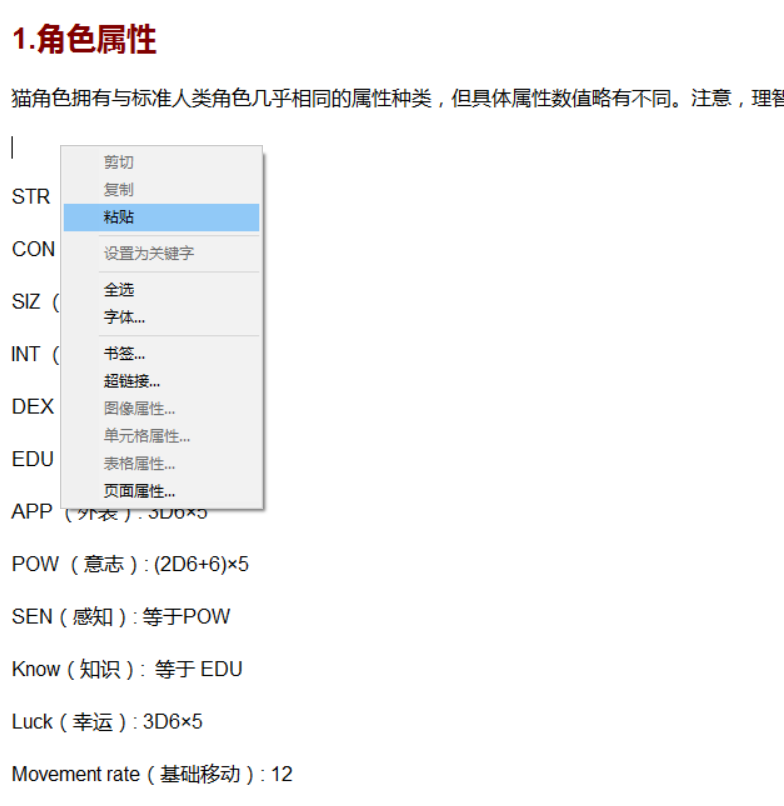 1.角色属性
猫角色拥有与标准人类角色几乎相同的属性种类，但具体属性数值略有不同。注意，理
剪切
STR
复制
粘贴
CON
设置为关键字
全选
SIZ（
字体...
INT（
书签...
超链接...
DEX
图像属性...
单元格属性...
EDU
表格属性...
页面属性...
APP （外表）: 3D6×5
POW （意志）: (2D6+6)×5
SEN（感知）: 等于POW
Know（知识）: 等于 EDU
Luck（幸运）: 3D6×5
Movement rate（基础移动）: 12